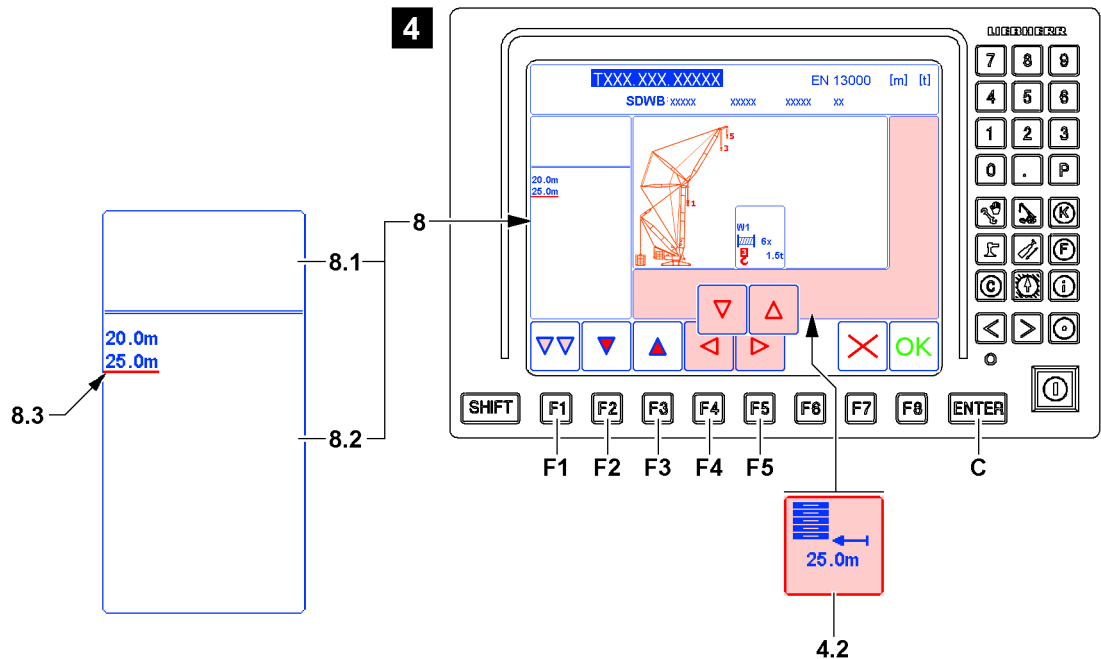 4
LIEBHERR
TXXX.XXX.XXXXX
EN 13000 [m] [t]
SDWB: xxxxx xxxxx xxxxx xx
7 8 9
4 5 6
1 2 3
0 . P
K
F
C i
20.0m
25.0m
5
3
1
W1
6x
1.5t
OK
SHIFT F1 F2 F3 F4 F5 F6 F7 F8 ENTER
F1 F2 F3 F4 F5 C
8
8.1
20.0m
25.0m
8.3
8.2
25.0m
4.2